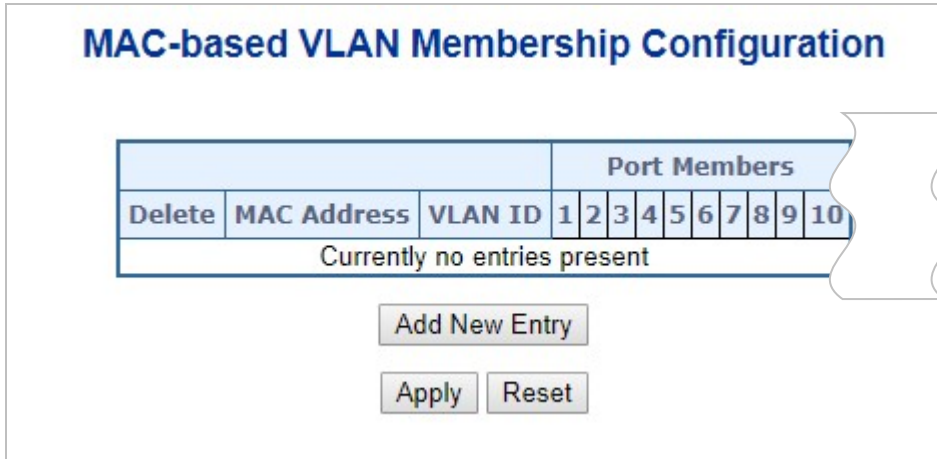 MAC-based VLAN Membership Configuration
Port Members
Delete MAC Address VLAN ID 1 2 3 4 5 6 7 8 9 10
Currently no entries present
Add New Entry
Apply Reset